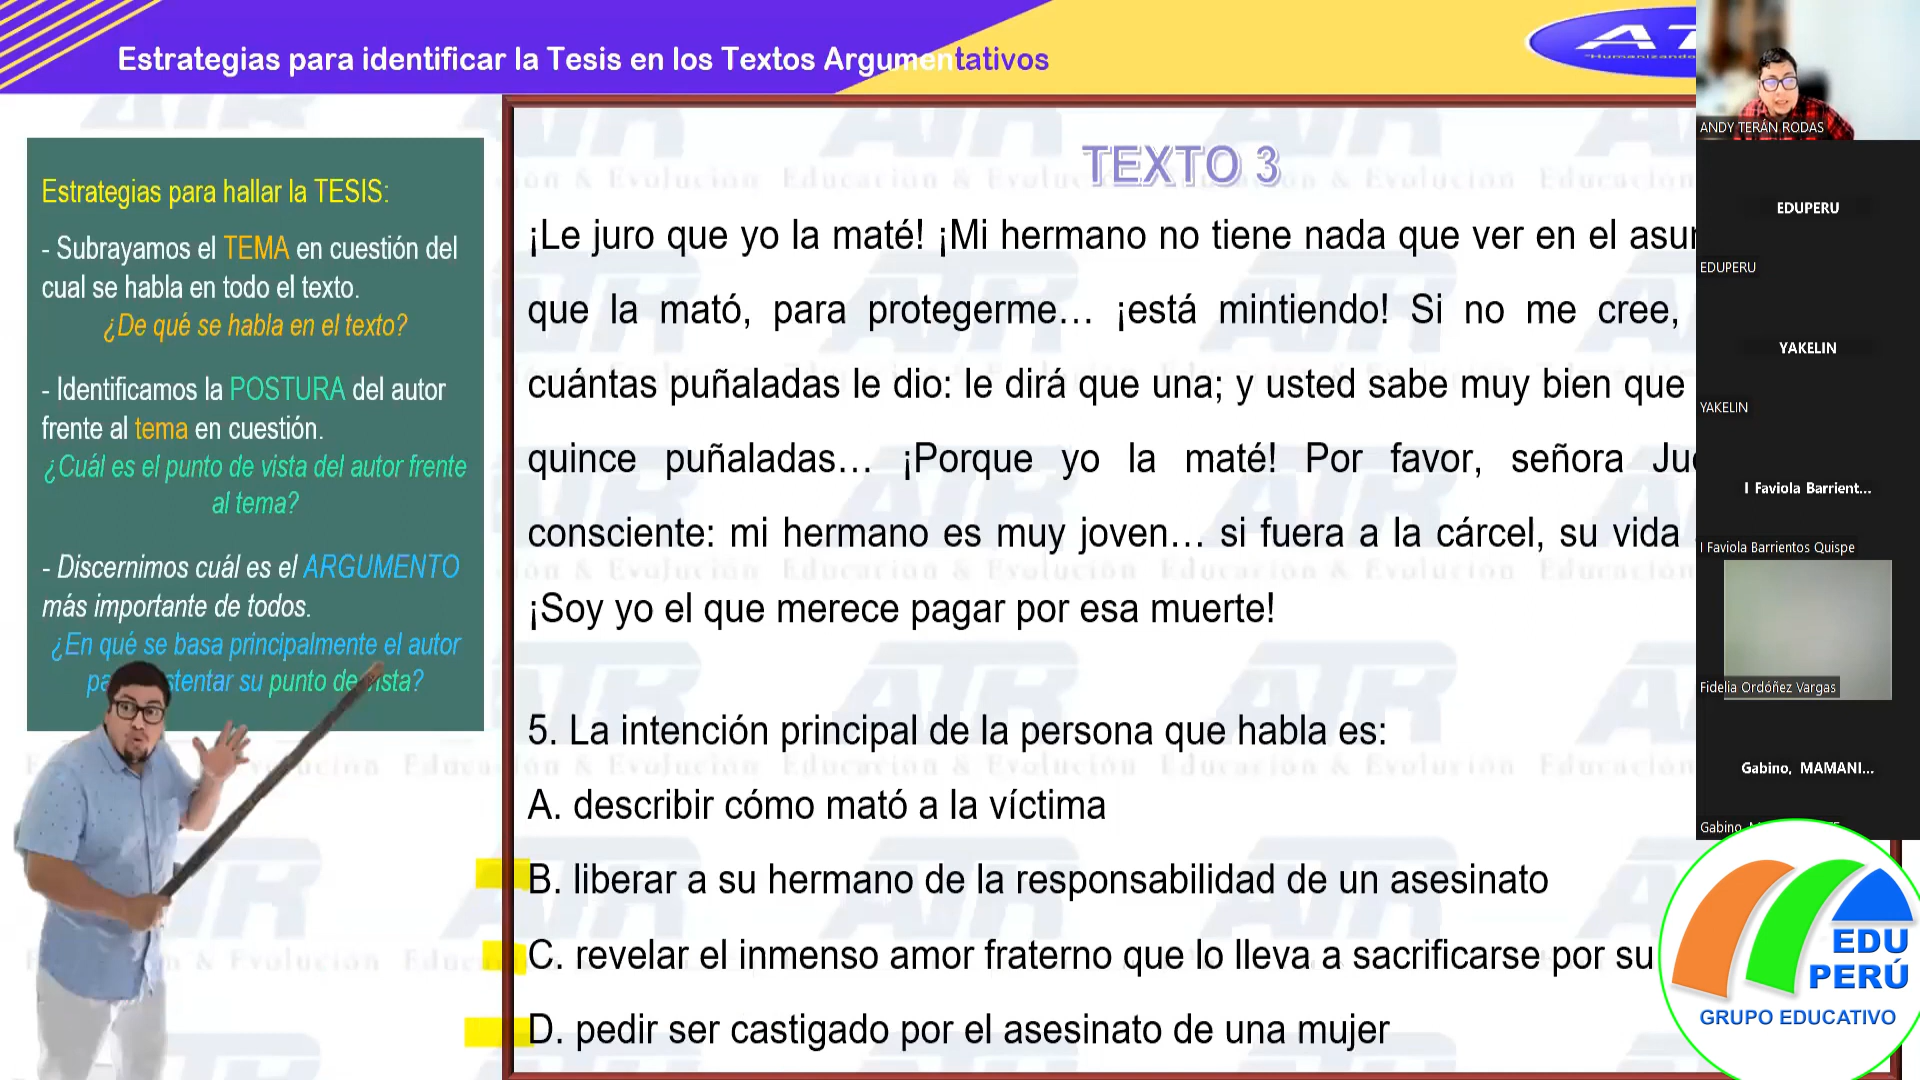 Estrategias para identificar la Tesis en los Textos Argumentativos
"Humanizando
Estrategias para hallar la TESIS:
- Subrayamos el TEMA en cuestión del
cual se habla en todo el texto.
¿De qué se habla en el texto?
- Identificamos la POSTURA del autor
frente al tema en cuestión.
¿Cuál es el punto de vista del autor frente
al tema?
- Discernimos cuál es el ARGUMENTO
más importante de todos.
¿En qué se basa principalmente el autor
su punto de vista?
TEXTO 3
¡Le juro que yo la maté! ¡Mi hermano no tiene nada que ver en el
que la mató, para protegerme… ¡está mintiendo! Si no me cree,
cuántas puñaladas le dio: le dirá que una; y usted sabe muy bien que
quince puñaladas… ¡Porque yo la maté! Por favor, señora
consciente: mi hermano es muy joven… si fuera a la cárcel, su vida
¡Soy yo el que merece pagar por esa muerte!
5. La intención principal de la persona que habla es:
A. describir cómo mató a la víctima
B. liberar a su hermano de la responsabilidad de un asesinato
C. revelar el inmenso amor fraterno que lo lleva a sacrificarse por su
D. pedir ser castigado por el asesinato de una mujer
ANDY TERÁN RODAS
EDUPERU
EDUPERU
YAKELIN
YAKELIN
I Faviola Barrient...
I Faviola Barrientos Quispe
Fidelia Ordóñez Vargas
Gabino, MAMANI...
Gabino,
EDU
PERÚ
GRUPO EDUCATIVO